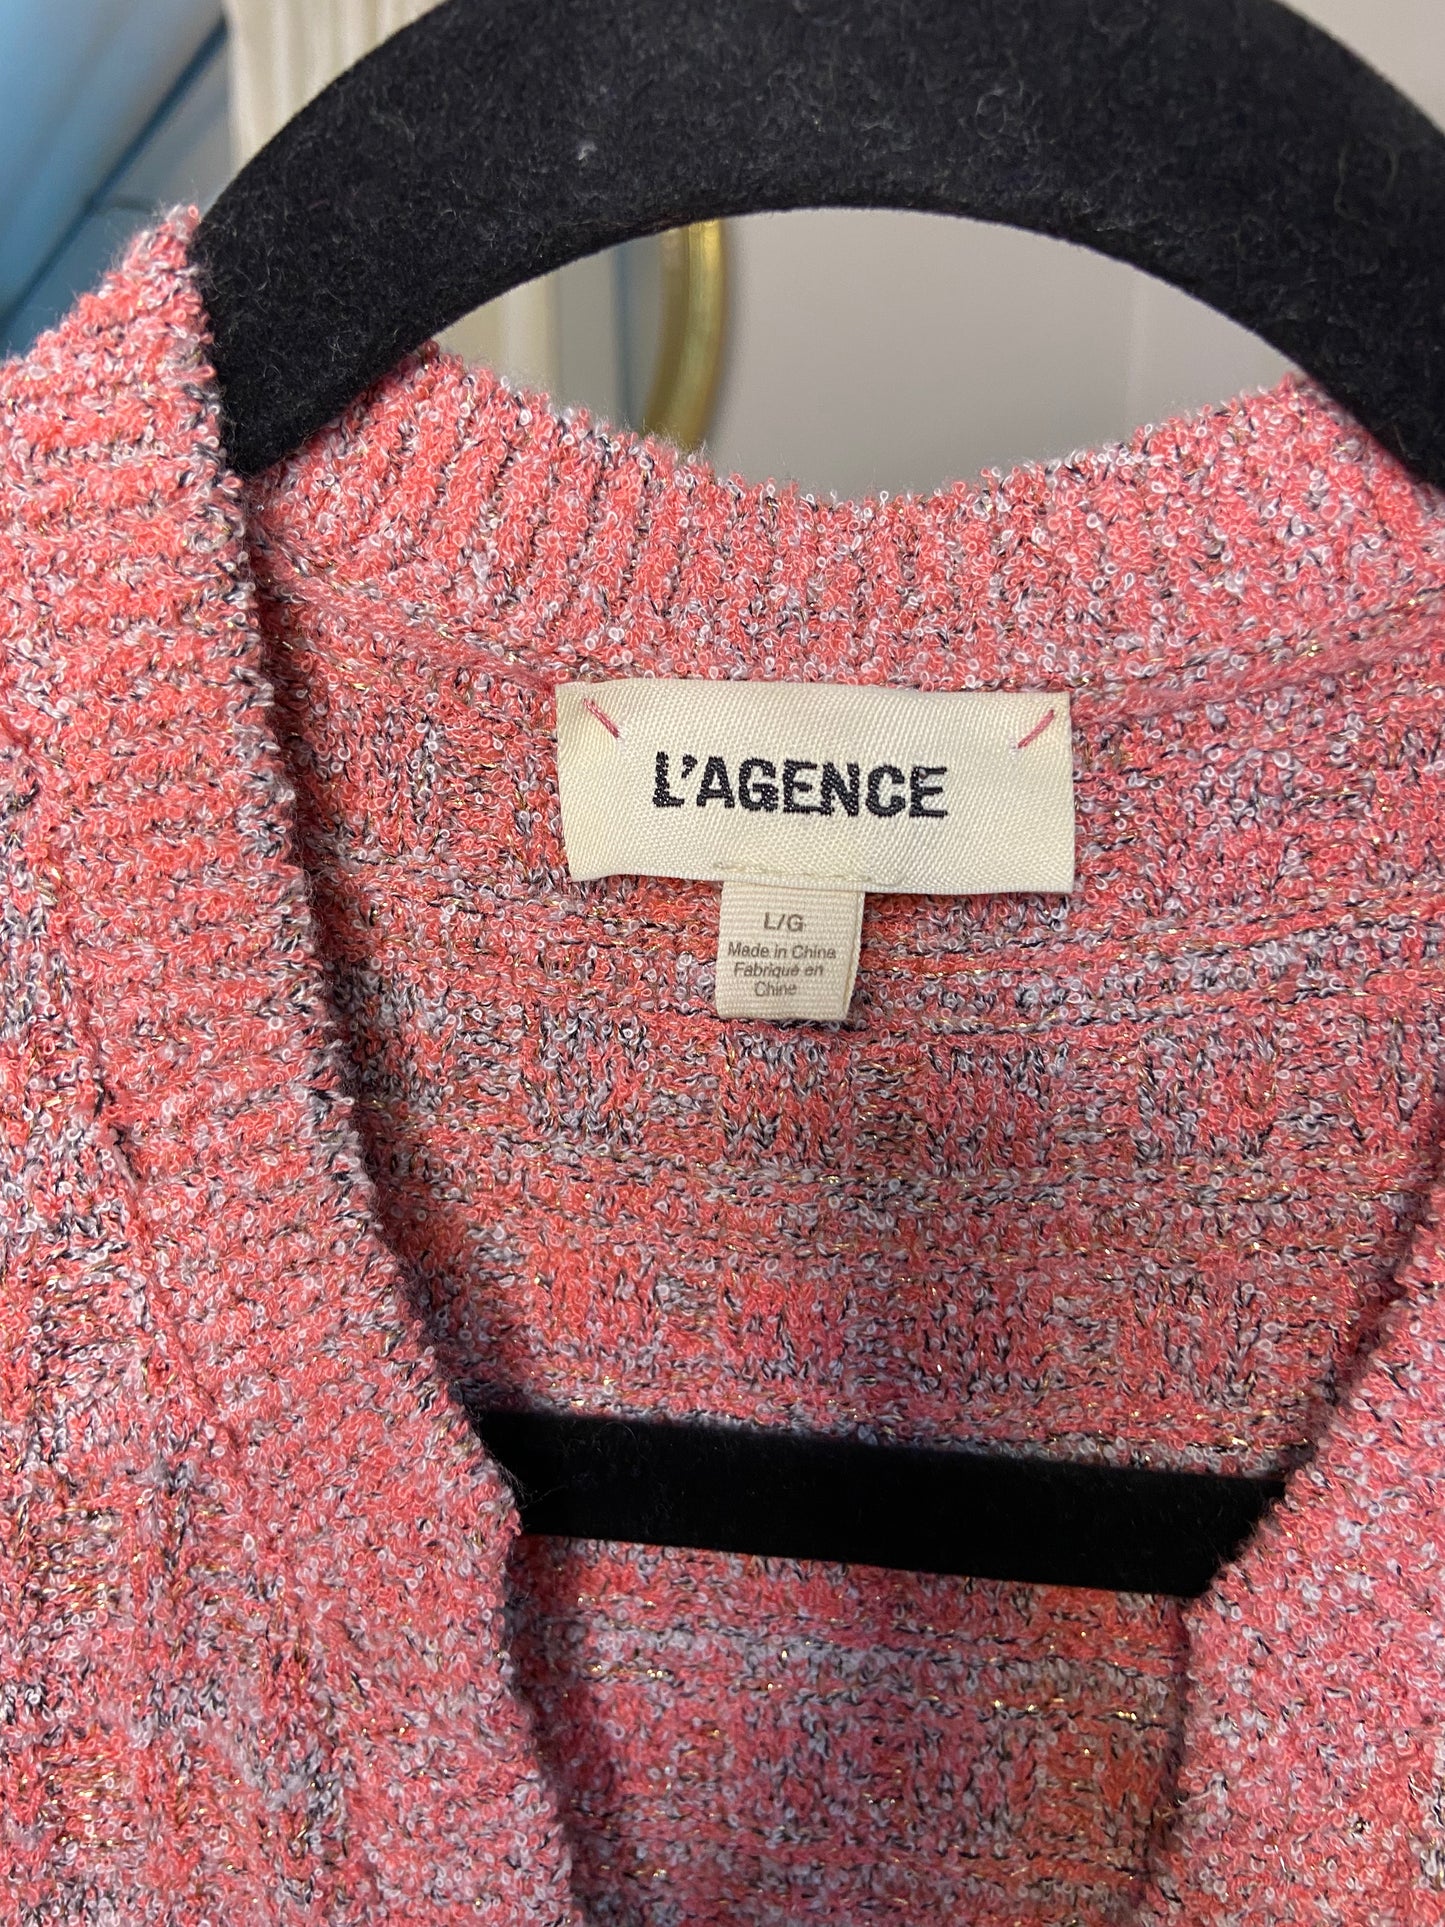 L'AGENCE
L/G
Made in China
Fabriqué en
Chine